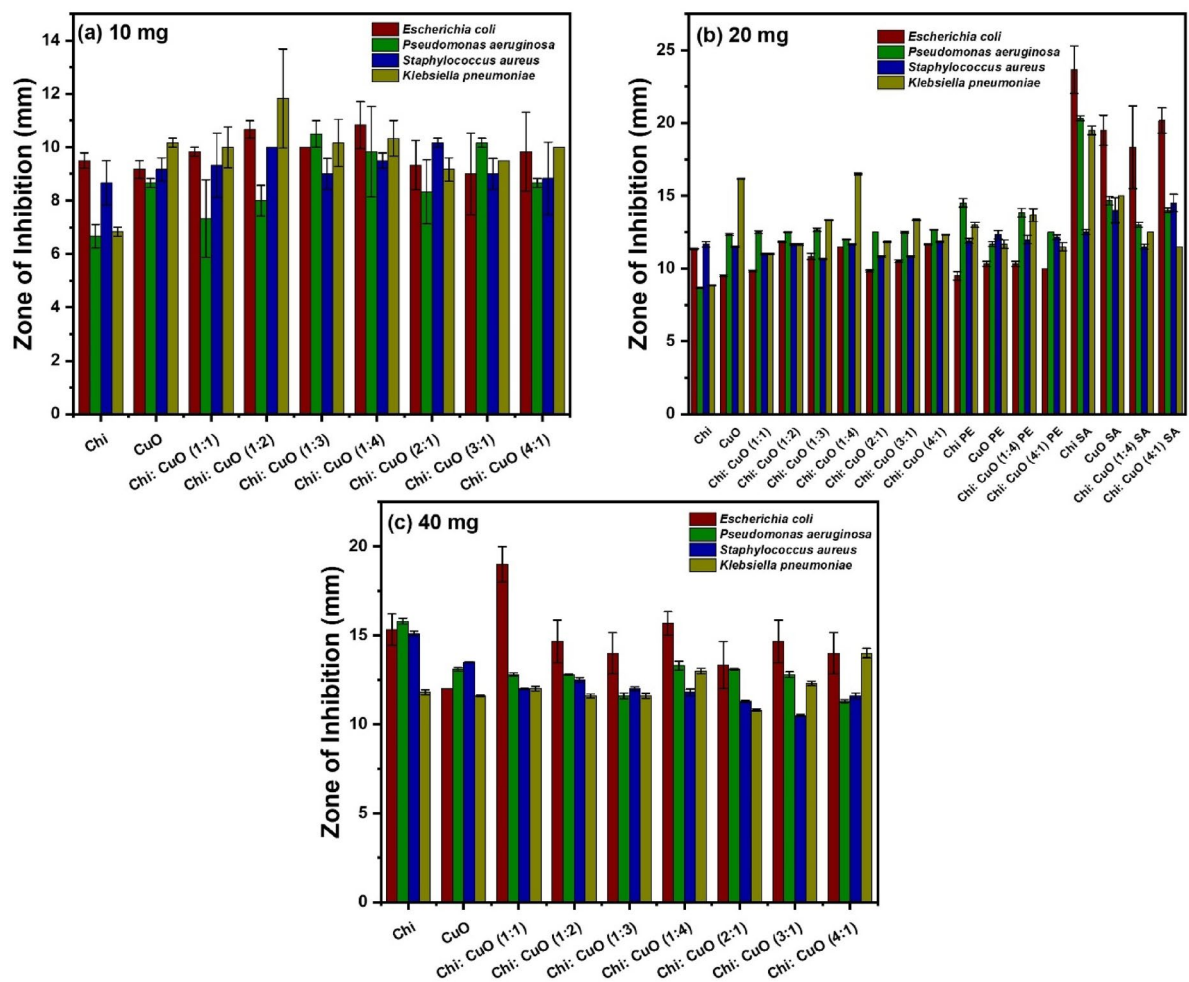 (a) 10 mg
Escherichia coli
Pseudomonas aeruginosa
Staphylococcus aureus
Klebsiella pneumoniae
Zone of Inhibition (mm)
14
12
10
8
6
4
2
0
Chi
CuO
Chi: CuO (1:1)
Chi: CuO (1:2)
Chi: CuO (1:3)
Chi: CuO (1:4)
Chi: CuO (2:1)
Chi: CuO (3:1)
Chi: CuO (4:1)
(b) 20 mg
Escherichia coli
Pseudomonas aeruginosa
Staphylococcus aureus
Klebsiella pneumoniae
Zone of Inhibition (mm)
25
20
15
10
5
0
Chi
CuO
Chi: CuO (1:1)
Chi: CuO (1:2)
Chi: CuO (1:3)
Chi: CuO (1:4)
Chi: CuO (2:1)
Chi: CuO (3:1)
Chi: CuO (4:1)
Chi PE
CuO PE
Chi: CuO (1:4) PE
Chi: CuO (4:1) PE
Chi SA
CuO SA
Chi: CuO (1:4) SA
Chi: CuO (4:1) SA
(c) 40 mg
Escherichia coli
Pseudomonas aeruginosa
Staphylococcus aureus
Klebsiella pneumoniae
Zone of Inhibition (mm)
20
15
10
5
0
Chi
CuO
Chi: CuO (1:1)
Chi: CuO (1:2)
Chi: CuO (1:3)
Chi: CuO (1:4)
Chi: CuO (2:1)
Chi: CuO (3:1)
Chi: CuO (4:1)